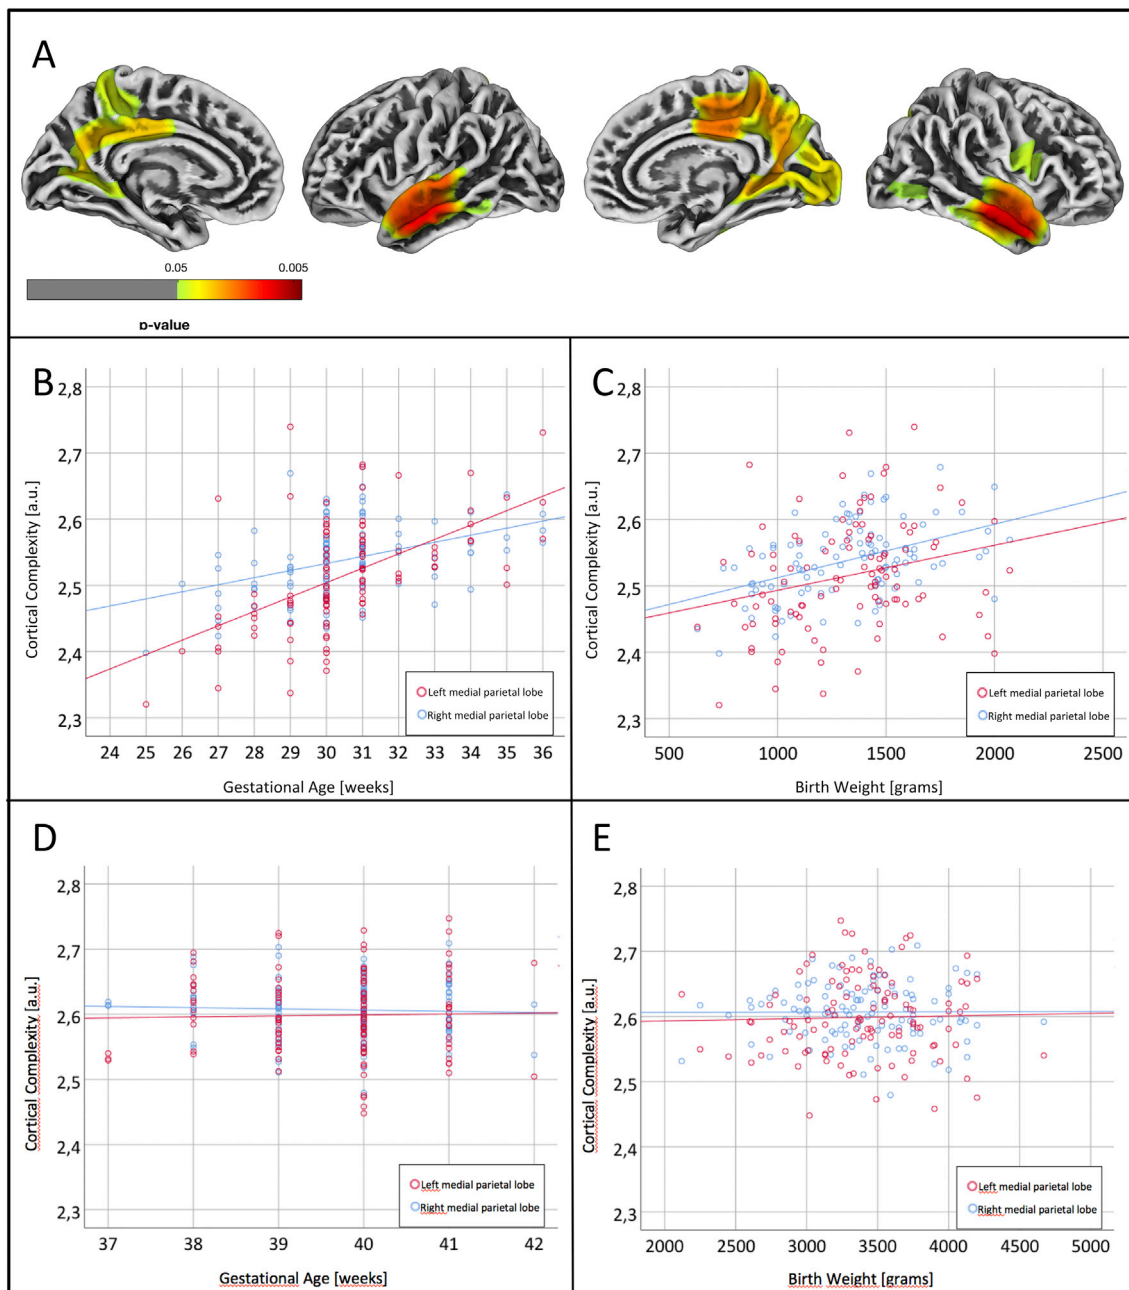 A
0.05 0.005
p-value
B
2,8
2,7
2,6
2,5
2,4
2,3
Cortical Complexity [a.u.]
Left medial parietal lobe
Right medial parietal lobe
24 25 26 27 28 29 30 31 32 33 34 35 36
Gestational Age [weeks]
C
2,8
2,7
2,6
2,5
2,4
2,3
Cortical Complexity [a.u.]
Left medial parietal lobe
Right medial parietal lobe
500 1000 1500 2000 2500
Birth Weight [grams]
D
2,8
2,7
2,6
2,5
2,4
2,3
Cortical Complexity [a.u.]
Left medial parietal lobe
Right medial parietal lobe
37 38 39 40 41 42
Gestational Age [weeks]
E
2,8
2,7
2,6
2,5
2,4
2,3
Cortical Complexity [a.u.]
Left medial parietal lobe
Right medial parietal lobe
2000 2500 3000 3500 4000 4500 5000
Birth Weight [grams]